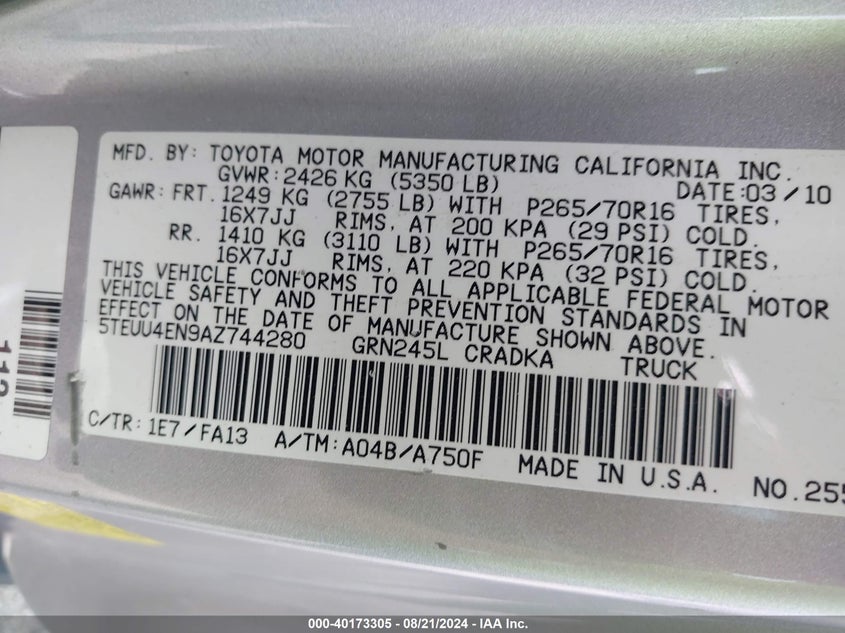 MFD. BY: TOYOTA MOTOR MANUFACTURING CALIFORNIA INC.
GVWR: 2426 KG (5350 LB) DATE: 03/10
GAWR: FRT. 1249 KG (2755 LB) WITH P265/70R16 TIRES,
16X7JJ RIMS, AT 200 KPA (29 PSI) COLD.
RR. 1410 KG (3110 LB) WITH P265/70R16 TIRES,
16X7JJ RIMS, AT 220 KPA (32 PSI) COLD.
THIS VEHICLE CONFORMS TO ALL APPLICABLE FEDERAL MOTOR
VEHICLE SAFETY AND THEFT PREVENTION STANDARDS IN
EFFECT ON THE DATE OF MANUFACTURE SHOWN ABOVE.
5TEUU4EN9AZ744280 GRN245L CRADKA TRUCK
C/TR: 1E7/FA13 A/TM: A04B/A750F MADE IN U.S.A. NO.255
000-40173305 - 08/21/2024 - IAA Inc.